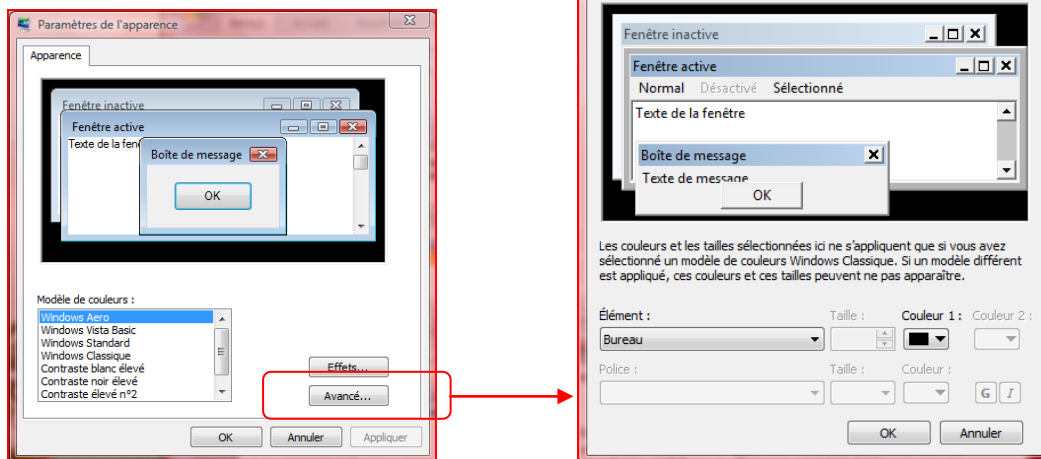 Paramètres de l'apparence
Apparence
Fenêtre inactive
Fenêtre active
Texte de la fen
Boîte de message
OK
Modèle de couleurs :
Windows Aero
Windows Vista Basic
Windows Standard
Windows Classique
Contraste blanc élevé
Contraste noir élevé
Contraste élevé n°2
Effets...
Avancé...
OK Annuler Appliquer
Fenêtre inactive
Fenêtre active
Normal Désactivé Sélectionné
Texte de la fenêtre
Boîte de message
Texte de message
OK
Les couleurs et les tailles sélectionnées ici ne s'appliquent que si vous avez
sélectionné un modèle de couleurs Windows Classique. Si un modèle différent
est appliqué, ces couleurs et ces tailles peuvent ne pas apparaître.
Élément : Taille : Couleur 1 : Couleur 2 :
Bureau
Police : Taille : Couleur :
G I
OK Annuler